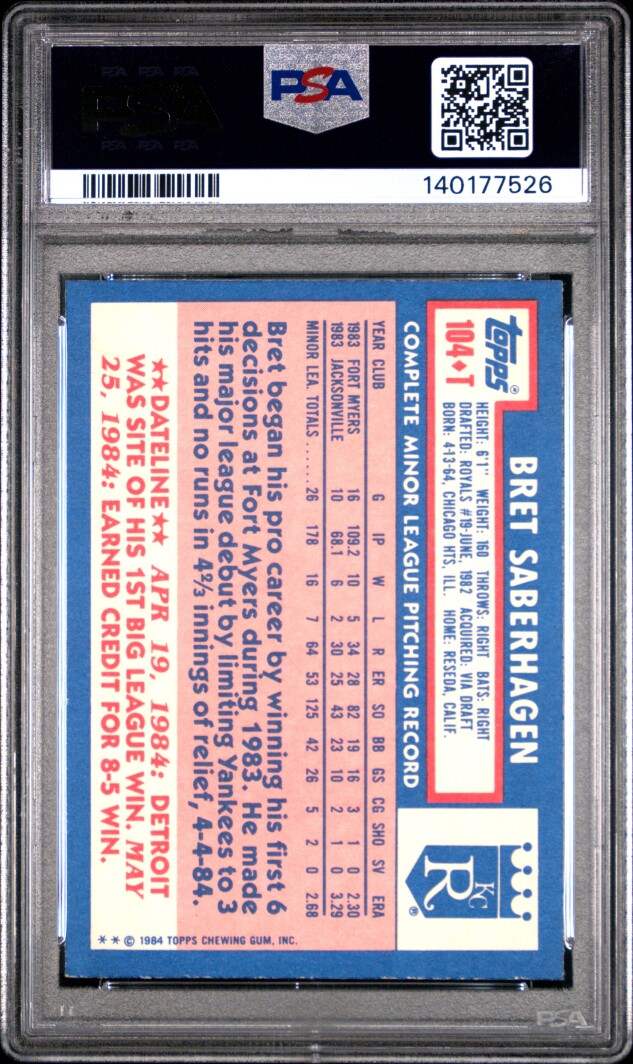 PSA PSA PSA
PSA
PSA PSA PSA
PSA
140177526
topps®
104♦T
BRET SABERHAGEN
HEIGHT: 6'1" WEIGHT: 160 THROWS: RIGHT BATS: RIGHT
DRAFTED: ROYALS #19-JUNE, 1982 ACQUIRED: VIA DRAFT
BORN: 4-13-64, CHICAGO HTS. ILL. HOME: RESEDA, CALIF.
KC
R
®
COMPLETE MINOR LEAGUE PITCHING RECORD
YEAR CLUB G IP W L R ER SO BB GS CG SHO SV ERA
1983 FORT MYERS 16 109.2 10 5 34 28 82 19 16 3 1 0 2.30
1983 JACKSONVILLE 10 68.1 6 2 30 25 43 23 10 2 1 0 3.29
MINOR LEA. TOTALS...... 26 178 16 7 64 53 125 42 26 5 2 0 2.68
Bret began his pro career by winning his first 6
decisions at Fort Myers during 1983. He made
his major league debut by limiting Yankees to 3
hits and no runs in 4⅔ innings of relief, 4-4-84.
★★DATELINE★★ APR 19, 1984: DETROIT
WAS SITE OF HIS 1ST BIG LEAGUE WIN. MAY
25, 1984: EARNED CREDIT FOR 8-5 WIN.
** © 1984 TOPPS CHEWING GUM, INC.
PSA